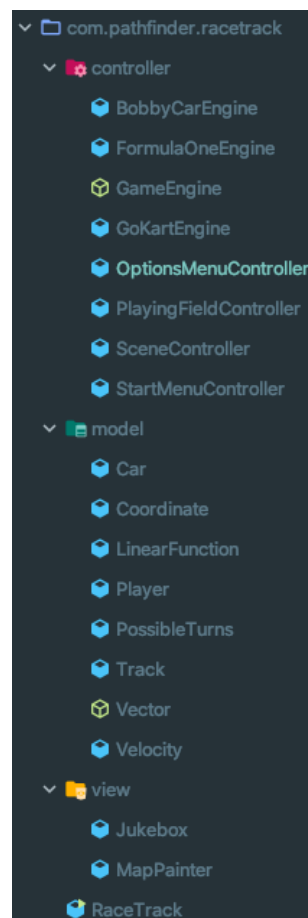 com.pathfinder.racetrack
controller
BobbyCarEngine
FormulaOneEngine
GameEngine
GoKartEngine
OptionsMenuController
PlayingFieldController
SceneController
StartMenuController
model
Car
Coordinate
LinearFunction
Player
PossibleTurns
Track
Vector
Velocity
view
Jukebox
MapPainter
RaceTrack